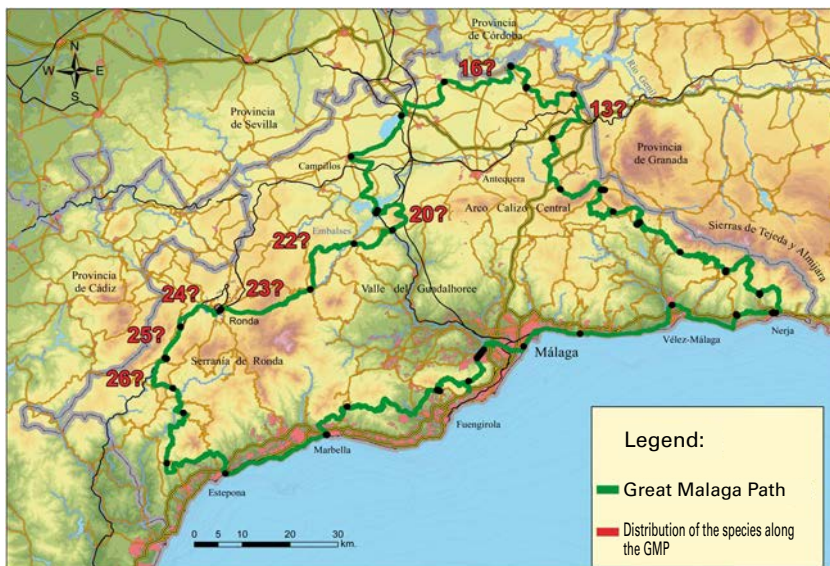 Provincia
de Córdoba
N
W E
S
16?
Río Genil
13?
Provincia
de Sevilla
Provincia
de Granada
Campillos
Antequera
Arco Calizo Central
20?
Sierras de Tejeda y Almijara
22?
Embalses
Provincia
de Cádiz
23?
24?
Valle del Guadalhorce
Ronda
25?
Nerja
Vélez-Málaga
Málaga
Serranía de Ronda
26?
Fuengirola
Marbella
Estepona
0 5 10 20 30
km.
Legend:
Great Malaga Path
Distribution of the species along
the GMP